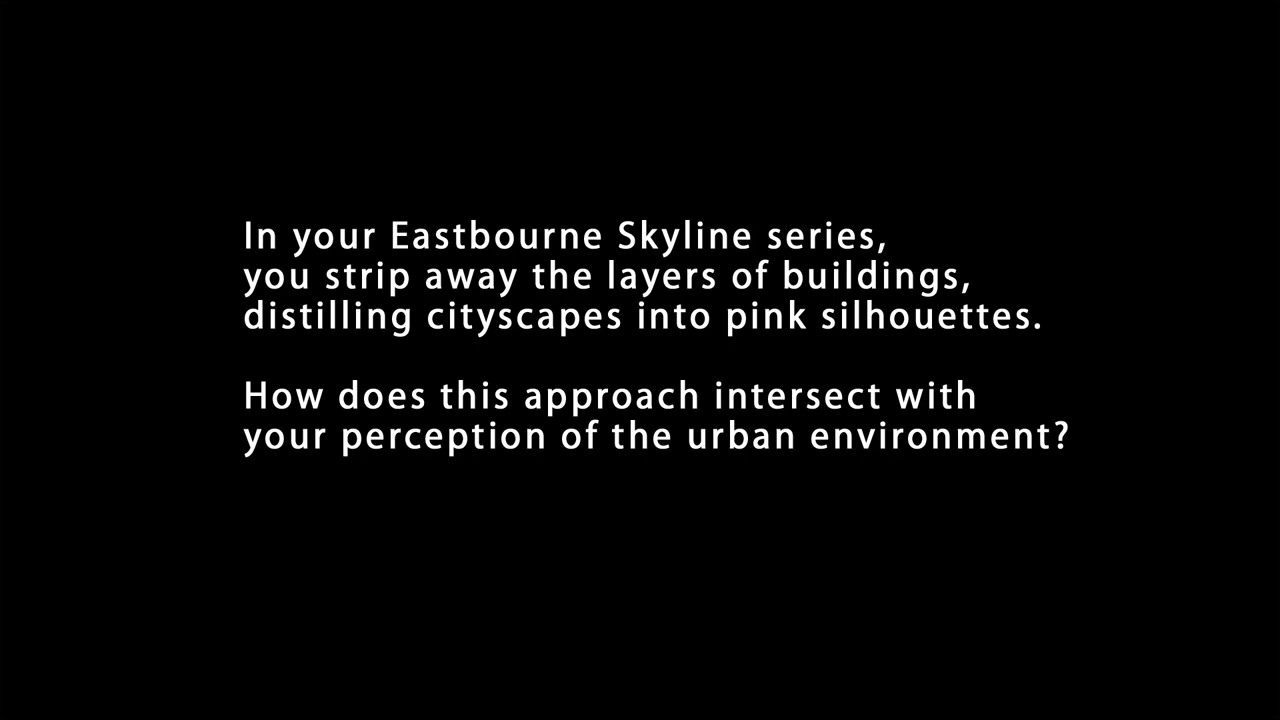 In your Eastbourne Skyline series,
you strip away the layers of buildings,
distilling cityscapes into pink silhouettes.
How does this approach intersect with
your perception of the urban environment?